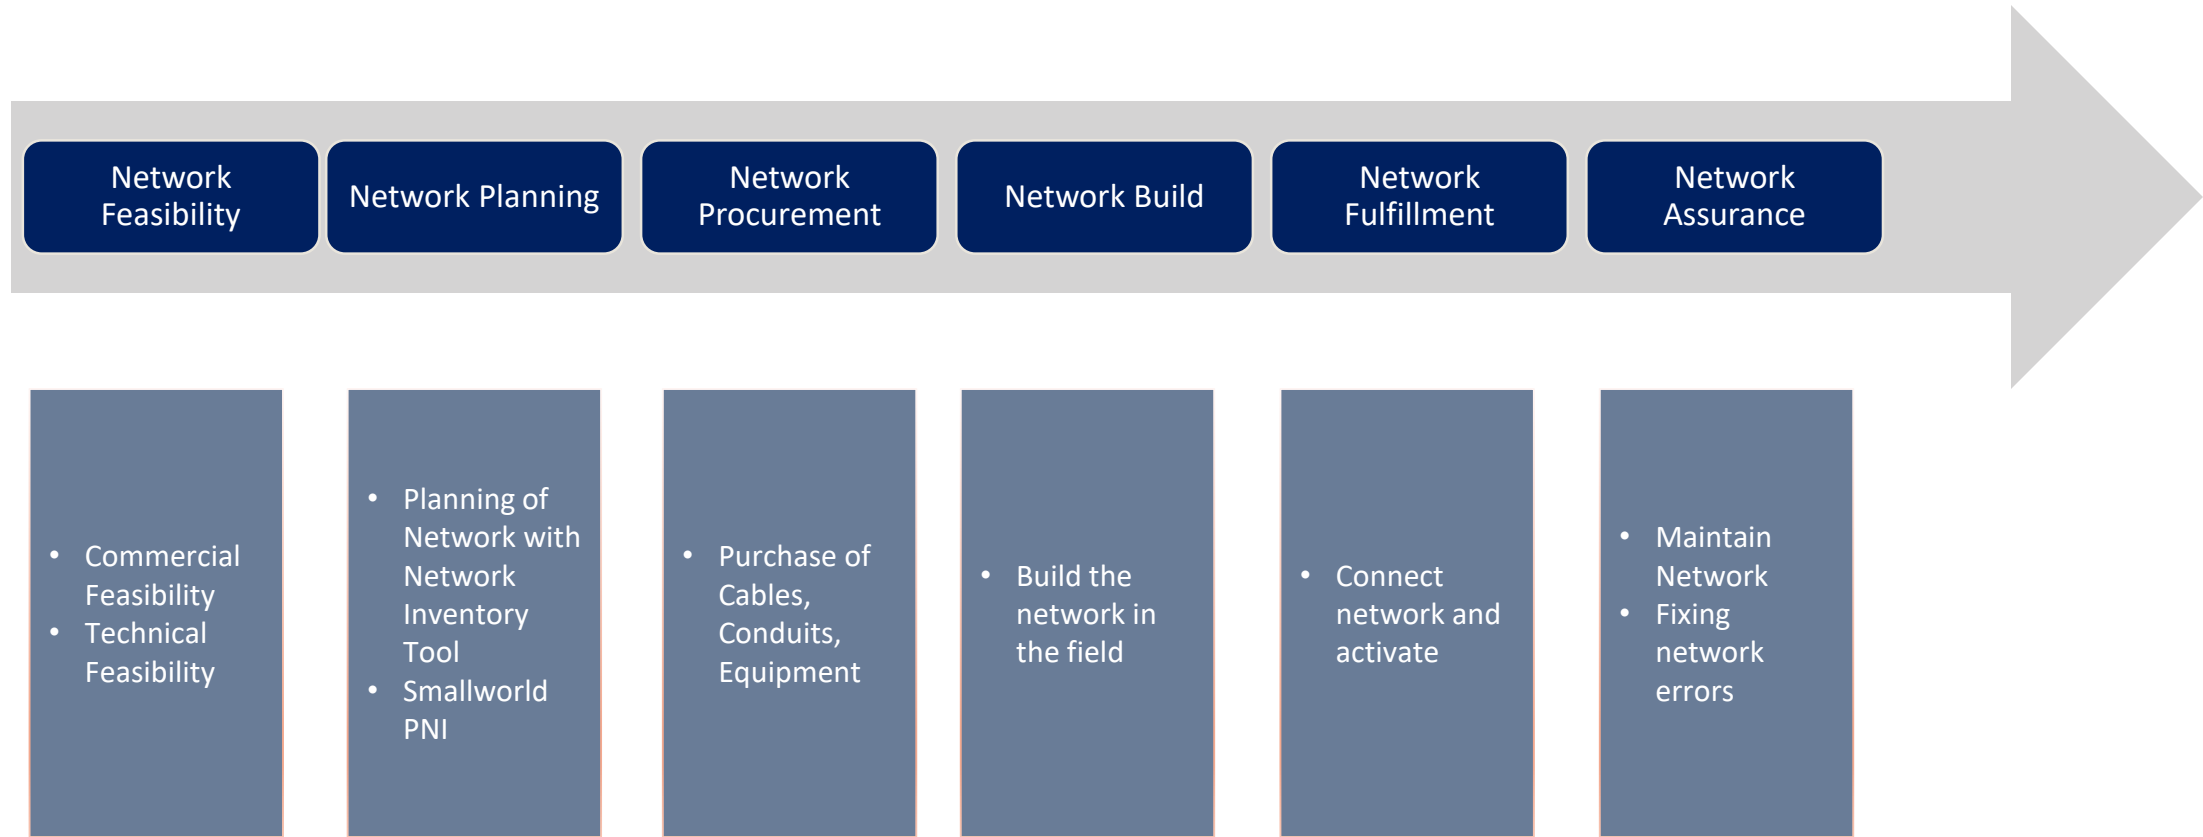 Network
Feasibility
Network Planning
Network
Procurement
Network Build
Network
Fulfillment
Network
Assurance
• Commercial
Feasibility
• Technical
Feasibility
• Planning of
Network with
Network
Inventory
Tool
• Smallworld
PNI
• Purchase of
Cables,
Conduits,
Equipment
• Build the
network in
the field
• Connect
network and
activate
• Maintain
Network
• Fixing
network
errors